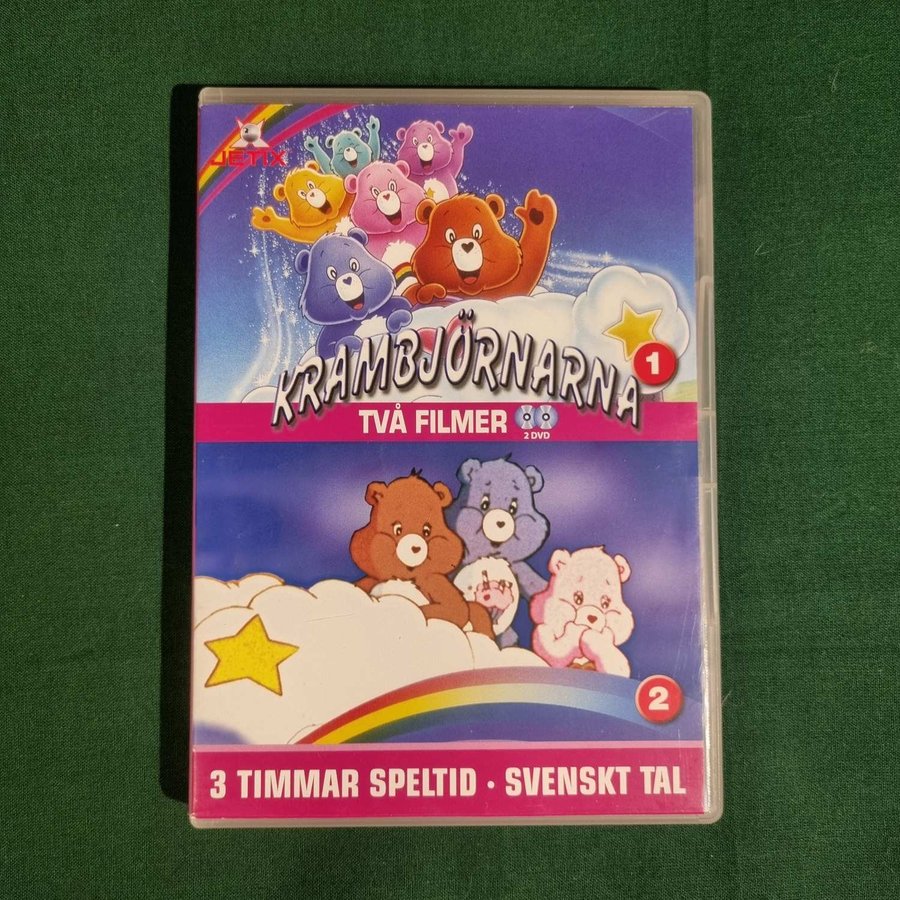 JETIX
KRAMBJÖRNARNA
1
TVÅ FILMER
2 DVD
2
3 TIMMAR SPELTID · SVENSKT TAL